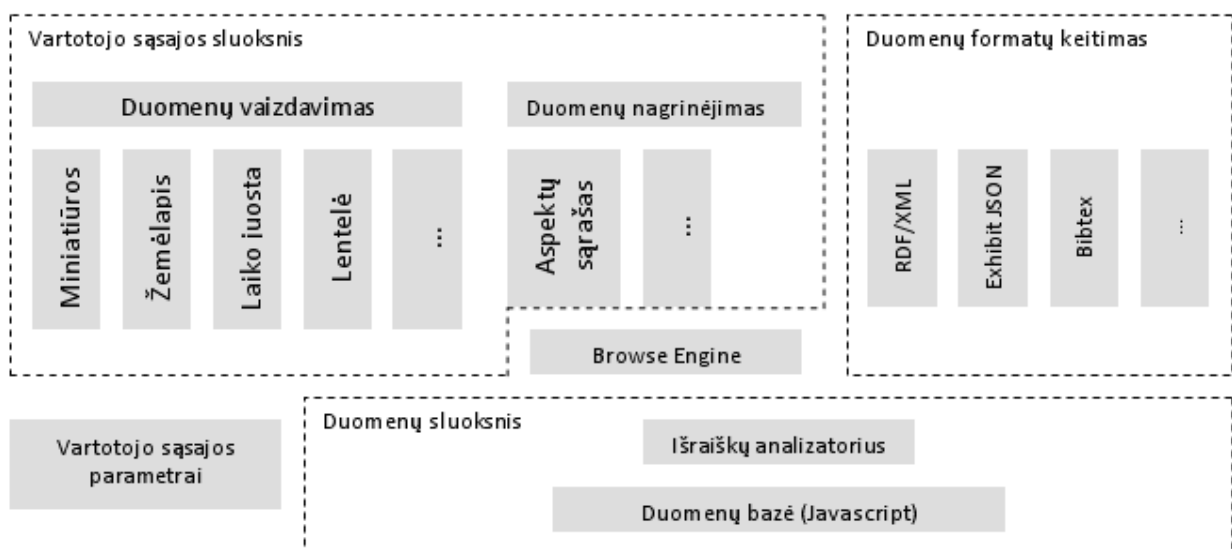 Vartotojo sąsajos sluoksnis
Duomenų vaizdavimas
Miniatiūros
Žemėlapis
Laiko iuosta
Lentelė
...
Duomenų nagrinėjimas
Aspektų
sąrašas
...
Browse Engine
Duomenų formatų keitimas
RDF/XML
Exhibit JSON
Bibtex
...
Vartotojo sąsajos
parametrai
Duomenų sluoksnis
Išraiškų analizatorius
Duomenų bazė (Javascript)